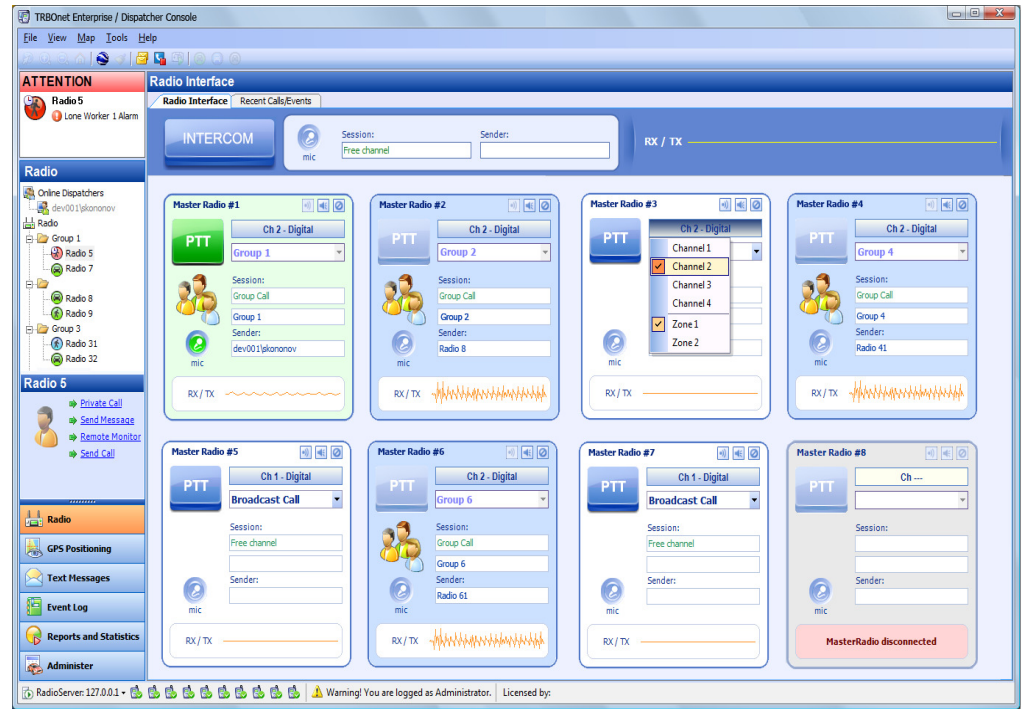 TRBOnet Enterprise / Dispatcher Console
File View Map Tools Help
ATTENTION
Radio 5
Lone Worker 1 Alarm
Radio
Online Dispatchers
dev001\skononov
Radio
Group 1
Radio 5
Radio 7
Radio 8
Radio 9
Group 3
Radio 31
Radio 32
Radio 5
Private Call
Send Message
Remote Monitor
Send Call
Radio
GPS Positioning
Text Messages
Event Log
Reports and Statistics
Administer
Radio Interface
Radio Interface Recent Calls/Events
INTERCOM
mic
Session:
Free channel
Sender:
RX / TX
Master Radio #1
PTT
Ch 2 - Digital
Group 1
Session:
Group Call
Group 1
Sender:
dev001\skononov
mic
RX / TX
Master Radio #2
PTT
Ch 2 - Digital
Group 2
Session:
Group Call
Group 2
Sender:
Radio 8
mic
RX / TX
Master Radio #3
PTT
Ch 2 - Digital
Channel 1
Channel 2
Channel 3
Channel 4
Zone 1
Zone 2
mic
RX / TX
Master Radio #4
PTT
Ch 2 - Digital
Group 4
Session:
Group Call
Group 4
Sender:
Radio 41
mic
RX / TX
Master Radio #5
PTT
Ch 1 - Digital
Broadcast Call
Session:
Free channel
Sender:
mic
RX / TX
Master Radio #6
PTT
Ch 2 - Digital
Group 6
Session:
Group Call
Group 6
Sender:
Radio 61
mic
RX / TX
Master Radio #7
PTT
Ch 1 - Digital
Broadcast Call
Session:
Free channel
Sender:
mic
RX / TX
Master Radio #8
PTT
Ch ---
Session:
Sender:
mic
MasterRadio disconnected
RadioServer: 127.0.0.1 Warning! You are logged as Administrator. Licensed by: